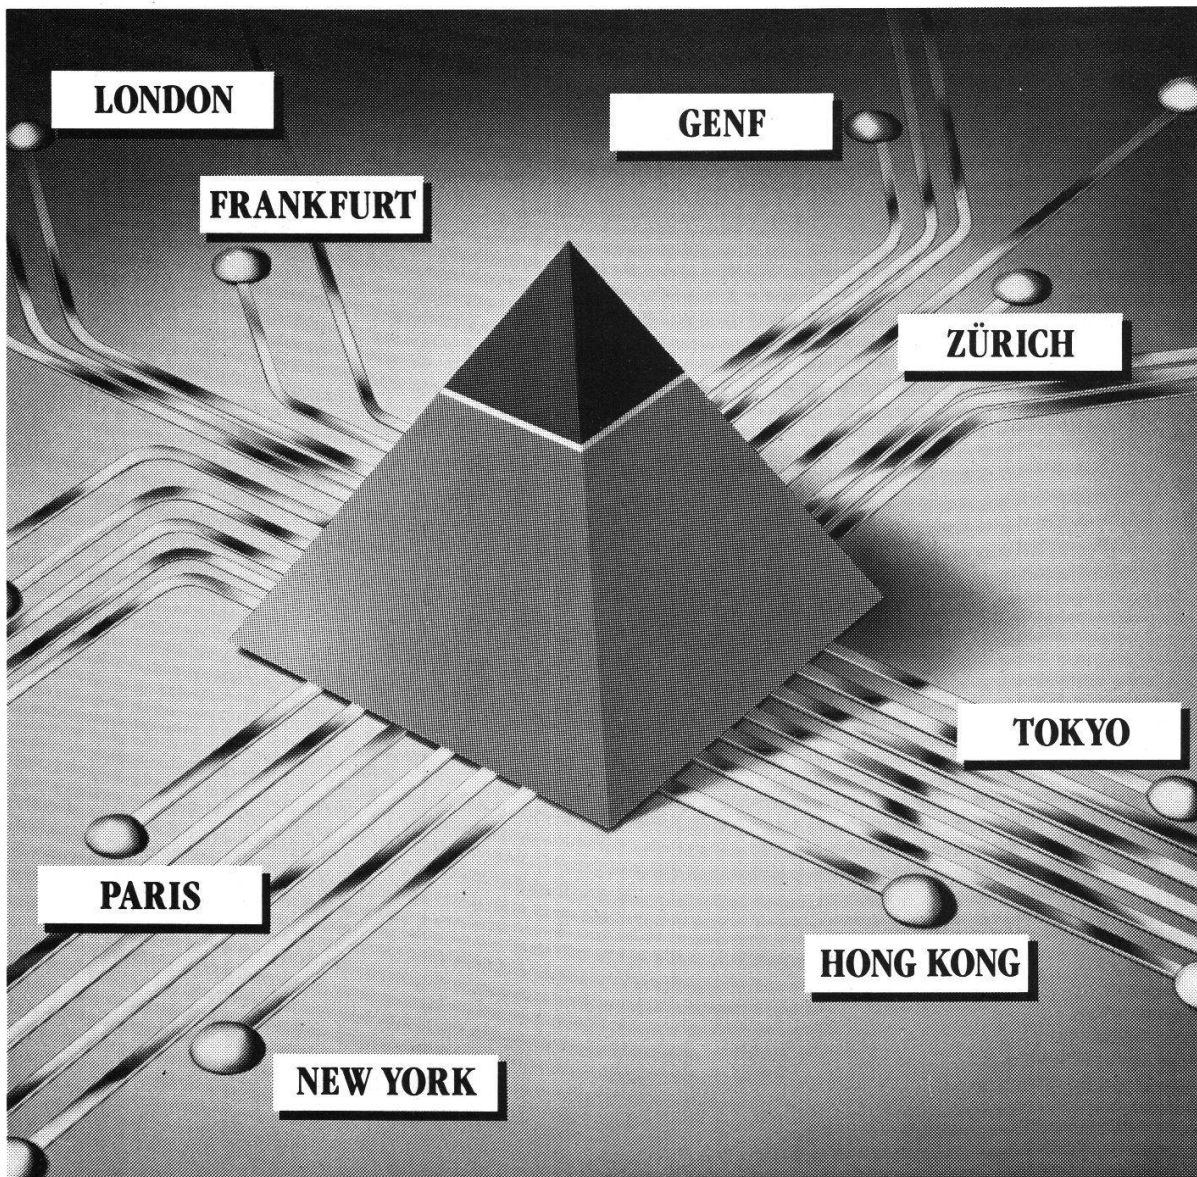 LONDON
GENF
FRANKFURT
ZÜRICH
TOKYO
PARIS
HONG KONG
NEW YORK